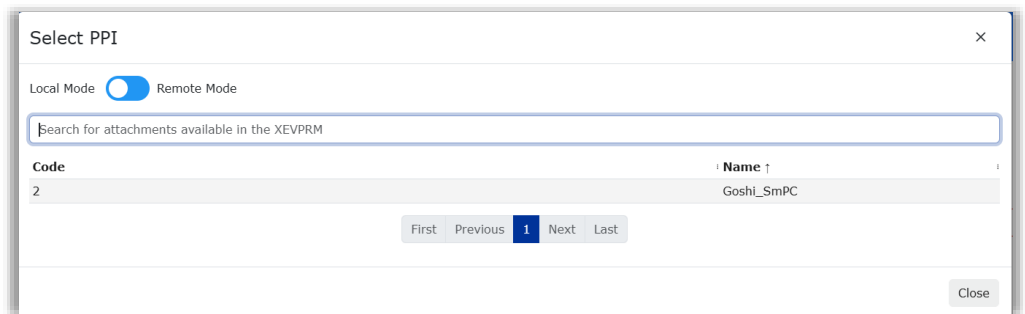 Select PPI ×
Local Mode Remote Mode
Search for attachments available in the XEVPRM
Code Name ↑
2 Goshi_SmPC
First Previous 1 Next Last
Close